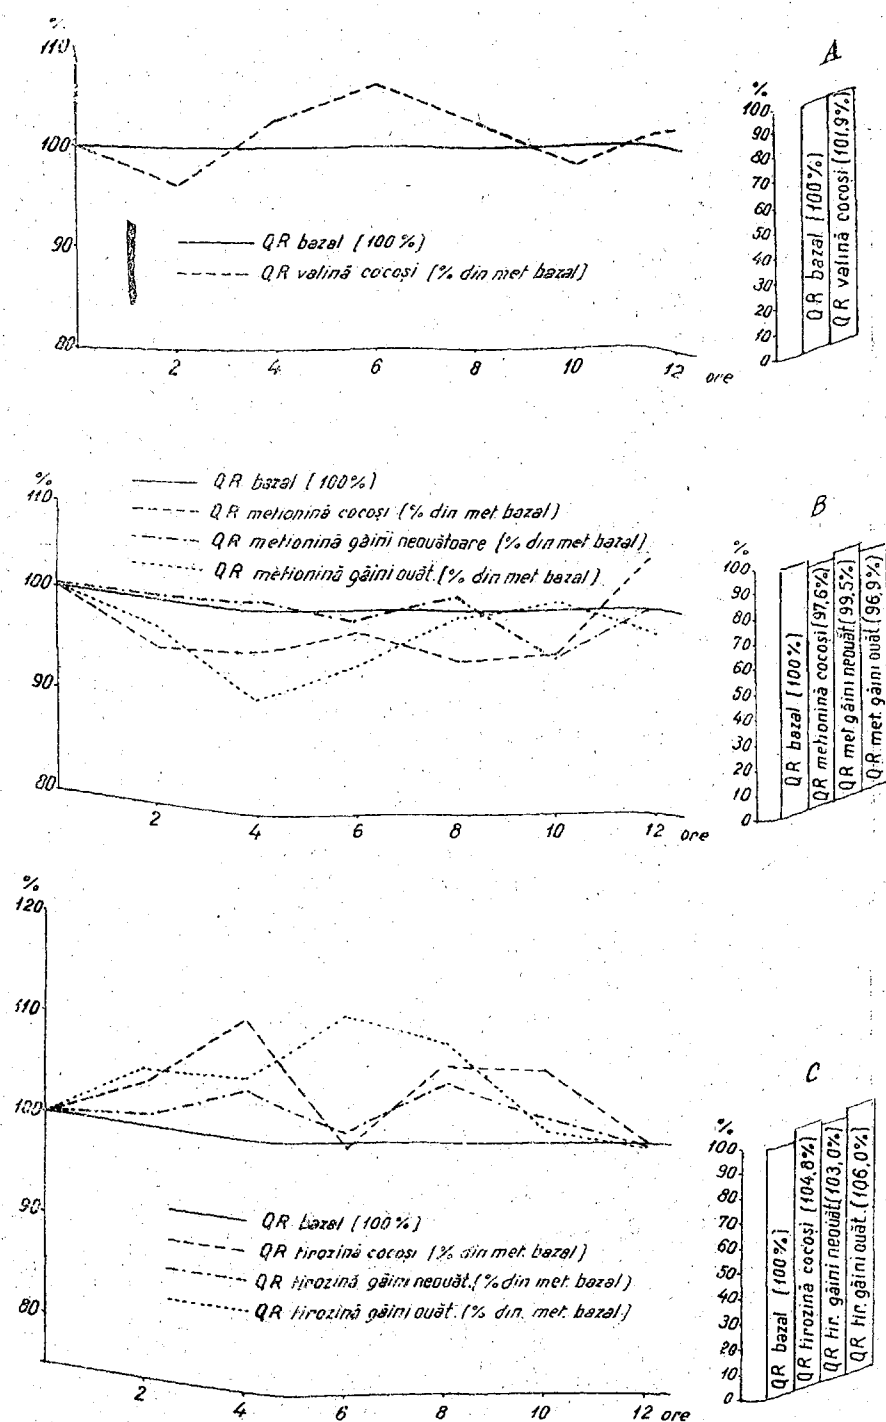 %
110
100
90
80
QR bazal (100%)
QR valină cocoși (% din met bazal)
2 4 6 8 10 12 ore
A
%
100
90
80
70
60
50
40
30
20
10
0
QR bazal (100%)
QR valină cocoși (101,9%)
%
110
100
90
80
QR bazal (100%)
QR metionină cocoși (% din met bazal)
QR metionină găini neouătoare (% din met bazal)
QR metionină găini ouăt. (% din met bazal)
2 4 6 8 10 12 ore
B
%
100
90
80
70
60
50
40
30
20
10
0
QR bazal (100%)
QR metionină cocoși (97,6%)
QR met găini neouăt (99,5%)
QR met. găini ouăt. (96,9%)
%
120
110
100
90
80
QR bazal (100%)
QR tirozină cocoși (% din met. bazal)
QR tirozină găini neouăt. (% din met. bazal)
QR tirozină găini ouăt. (% din. met. bazal)
2 4 6 8 10 12 ore
C
%
100
90
80
70
60
50
40
30
20
10
0
QR bazal (100%)
QR tirozină cocoși (104,8%)
QR tir. găini neouăt (103,0%)
QR tir. găini ouăt. (106,0%)